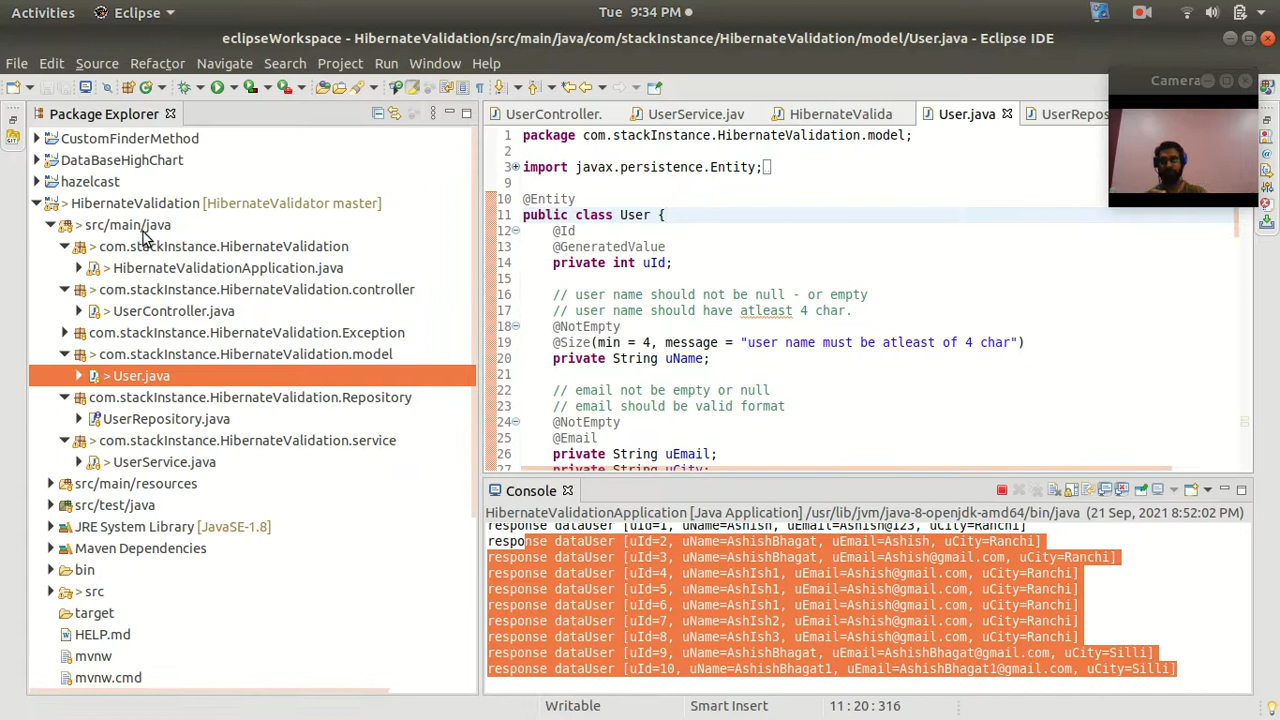 Activities Eclipse Tue 9:34 PM
eclipseWorkspace - HibernateValidation/src/main/java/com/stackInstance/HibernateValidation/model/User.java - Eclipse IDE
File Edit Source Refactor Navigate Search Project Run Window Help
Camera
Package Explorer
CustomFinderMethod
DataBaseHighChart
hazelcast
> HibernateValidation [HibernateValidator master]
> src/main/java
> com.stackInstance.HibernateValidation
> HibernateValidationApplication.java
> com.stackInstance.HibernateValidation.controller
> UserController.java
com.stackInstance.HibernateValidation.Exception
> com.stackInstance.HibernateValidation.model
> User.java
com.stackInstance.HibernateValidation.Repository
UserRepository.java
> com.stackInstance.HibernateValidation.service
> UserService.java
src/main/resources
src/test/java
JRE System Library [JavaSE-1.8]
Maven Dependencies
bin
> src
target
HELP.md
mvnw
mvnw.cmd
UserController. UserService.jav HibernateValida User.java UserRepos
1 package com.stackInstance.HibernateValidation.model;
2
3 import javax.persistence.Entity;
9
10 @Entity
11 public class User {
12 @Id
13 @GeneratedValue
14 private int uId;
15
16 // user name should not be null - or empty
17 // user name should have atleast 4 char.
18 @NotEmpty
19 @Size(min = 4, message = "user name must be atleast of 4 char")
20 private String uName;
21
22 // email not be empty or null
23 // email should be valid format
24 @NotEmpty
25 @Email
26 private String uEmail;
27 private String uCity;
Console
HibernateValidationApplication [Java Application] /usr/lib/jvm/java-8-openjdk-amd64/bin/java (21 Sep, 2021 8:52:02 PM)
response dataUser [uId=1, uName=Ashish, uEmail=Ashish@123, uCity=Ranchi]
response dataUser [uId=2, uName=AshishBhagat, uEmail=Ashish, uCity=Ranchi]
response dataUser [uId=3, uName=AshishBhagat, uEmail=Ashish@gmail.com, uCity=Ranchi]
response dataUser [uId=4, uName=AshIsh1, uEmail=Ashish@gmail.com, uCity=Ranchi]
response dataUser [uId=5, uName=AshIsh1, uEmail=Ashish@gmail.com, uCity=Ranchi]
response dataUser [uId=6, uName=AshIsh1, uEmail=Ashish@gmail.com, uCity=Ranchi]
response dataUser [uId=7, uName=AshIsh2, uEmail=Ashish@gmail.com, uCity=Ranchi]
response dataUser [uId=8, uName=AshIsh3, uEmail=Ashish@gmail.com, uCity=Ranchi]
response dataUser [uId=9, uName=AshishBhagat, uEmail=AshishBhagat@gmail.com, uCity=Silli]
response dataUser [uId=10, uName=AshishBhagat1, uEmail=AshishBhagat1@gmail.com, uCity=Silli]
Writable Smart Insert 11 : 20 : 316